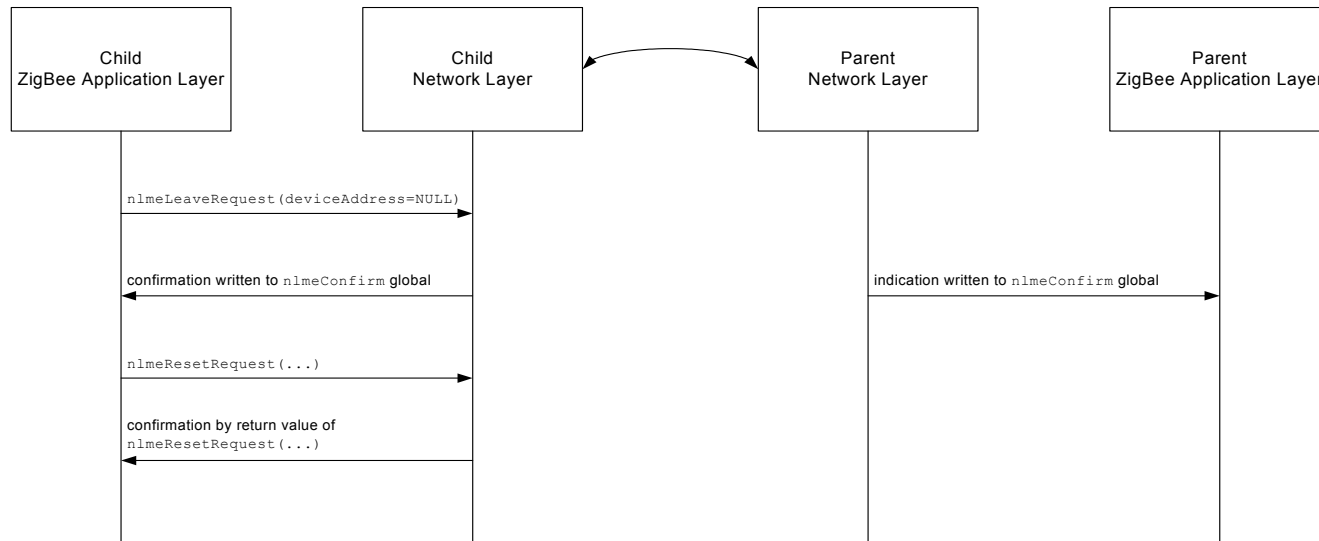 Child
ZigBee Application Layer
Child
Network Layer
Parent
Network Layer
Parent
ZigBee Application Layer
nlmeLeaveRequest(deviceAddress=NULL)
confirmation written to nlmeConfirm global
indication written to nlmeConfirm global
nlmeResetRequest(...)
confirmation by return value of
nlmeResetRequest(...)